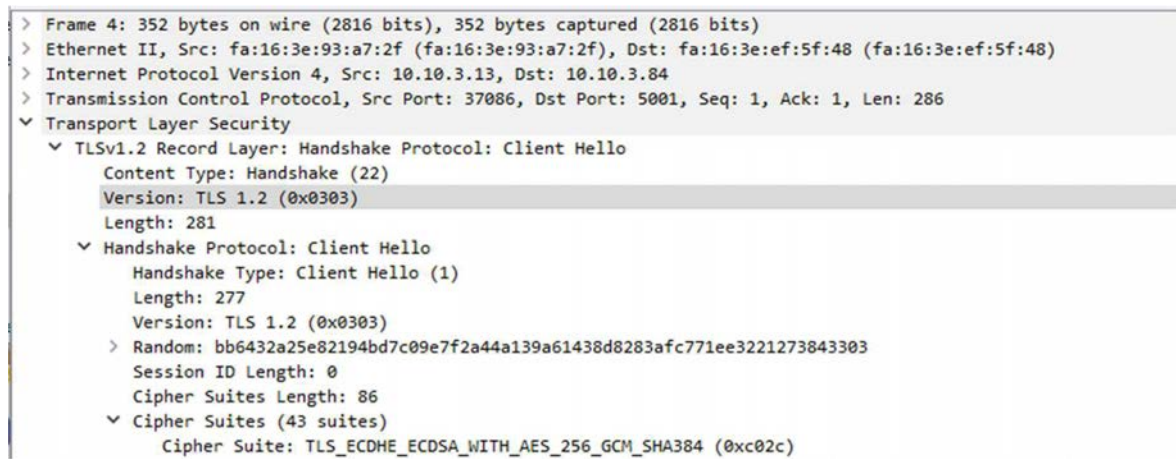 Frame 4: 352 bytes on wire (2816 bits), 352 bytes captured (2816 bits)
Ethernet II, Src: fa:16:3e:93:a7:2f (fa:16:3e:93:a7:2f), Dst: fa:16:3e:ef:5f:48 (fa:16:3e:ef:5f:48)
Internet Protocol Version 4, Src: 10.10.3.13, Dst: 10.10.3.84
Transmission Control Protocol, Src Port: 37086, Dst Port: 5001, Seq: 1, Ack: 1, Len: 286
Transport Layer Security
TLSv1.2 Record Layer: Handshake Protocol: Client Hello
Content Type: Handshake (22)
Version: TLS 1.2 (0x0303)
Length: 281
Handshake Protocol: Client Hello
Handshake Type: Client Hello (1)
Length: 277
Version: TLS 1.2 (0x0303)
Random: bb6432a25e82194bd7c09e7f2a44a139a61438d8283afc771ee3221273843303
Session ID Length: 0
Cipher Suites Length: 86
Cipher Suites (43 suites)
Cipher Suite: TLS_ECDHE_ECDSA_WITH_AES_256_GCM_SHA384 (0xc02c)